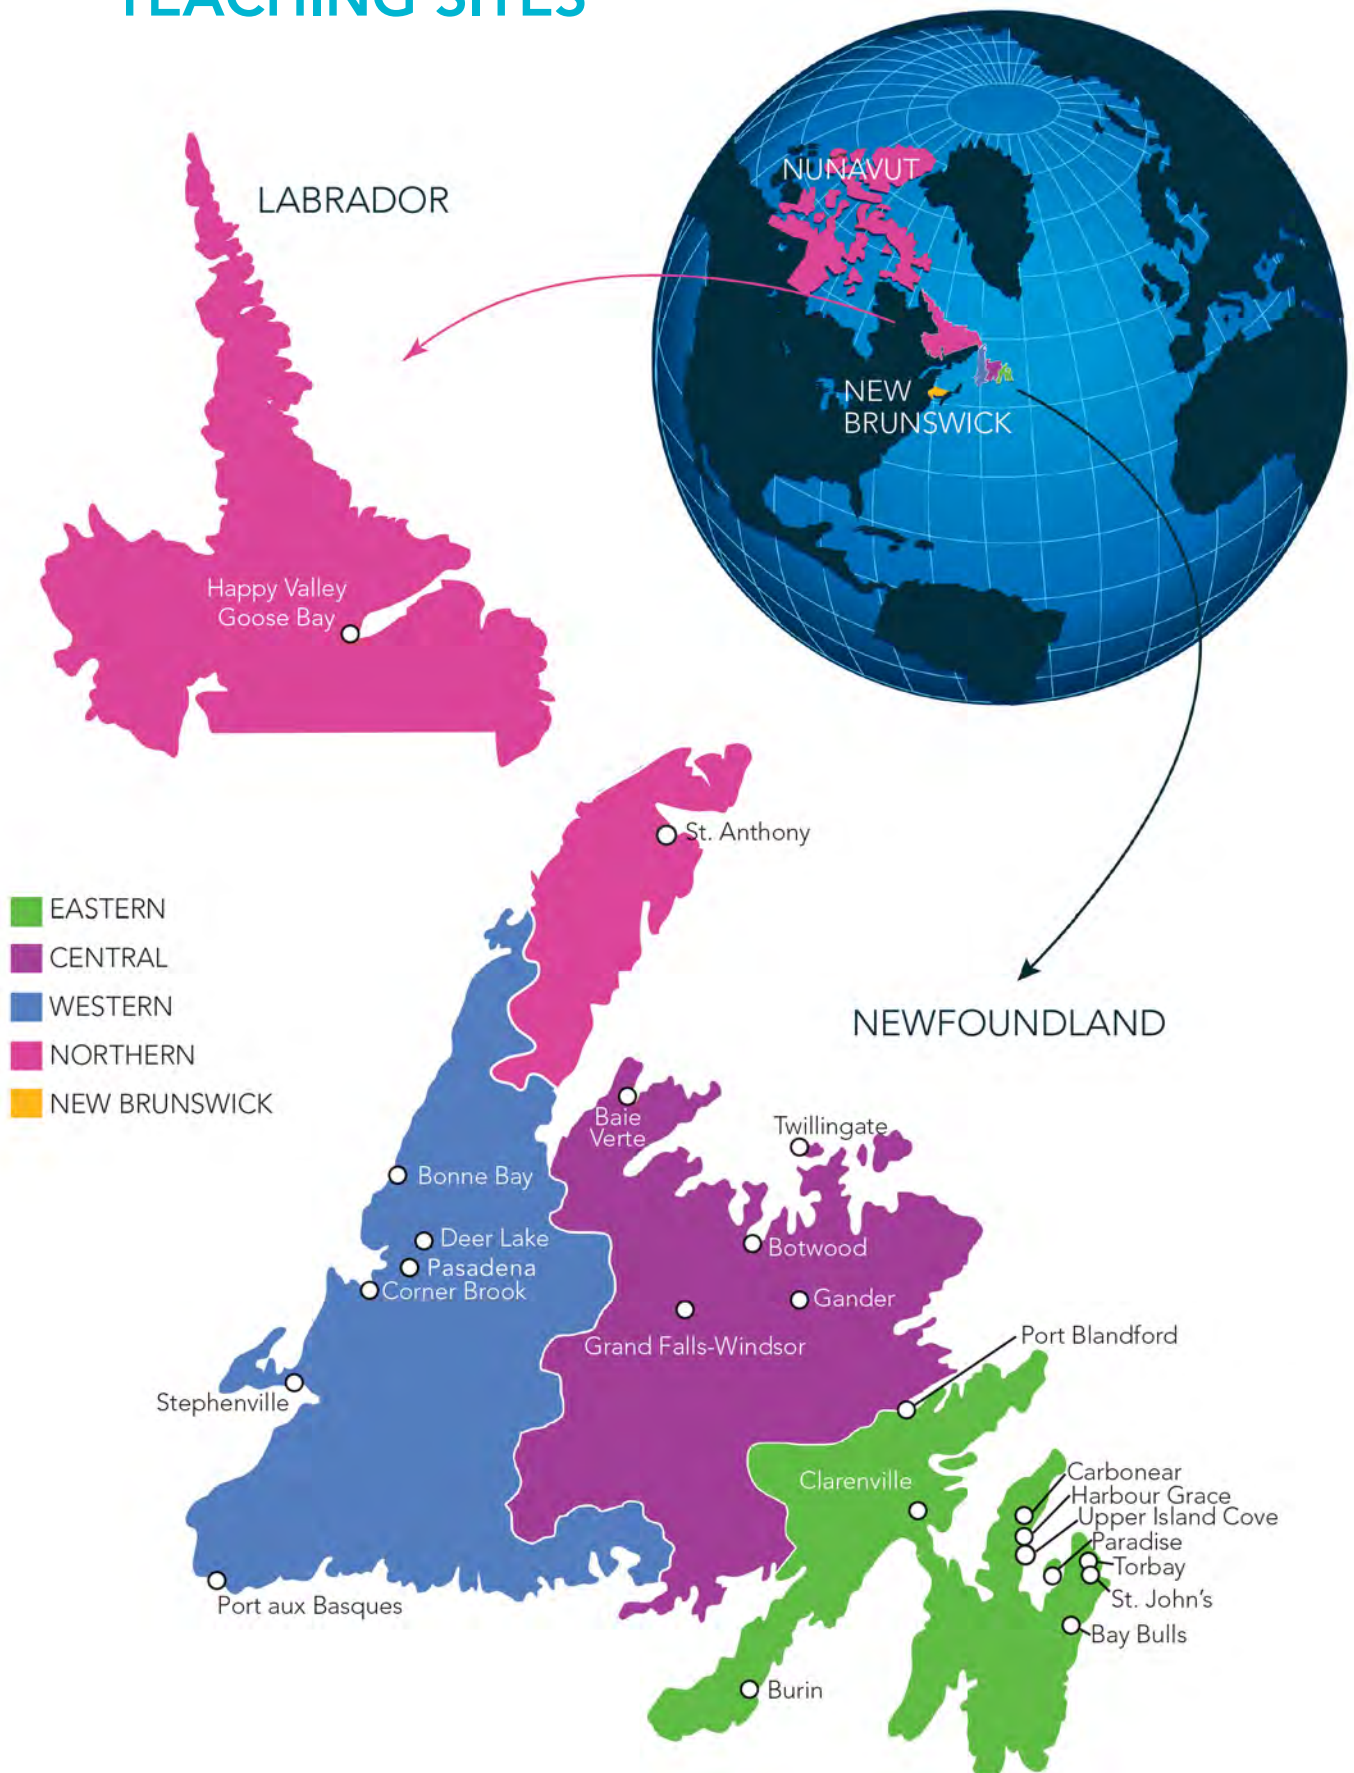 TEACHING SITES
LABRADOR
NUNAVUT
NEW
BRUNSWICK
Happy Valley
Goose Bay
St. Anthony
EASTERN
CENTRAL
WESTERN
NORTHERN
NEW BRUNSWICK
NEWFOUNDLAND
Baie
Verte
Twillingate
Bonne Bay
Deer Lake
Pasadena
Corner Brook
Botwood
Gander
Grand Falls-Windsor
Port Blandford
Stephenville
Clarenville
Carbonear
Harbour Grace
Upper Island Cove
Paradise
Torbay
St. John's
Bay Bulls
Port aux Basques
Burin